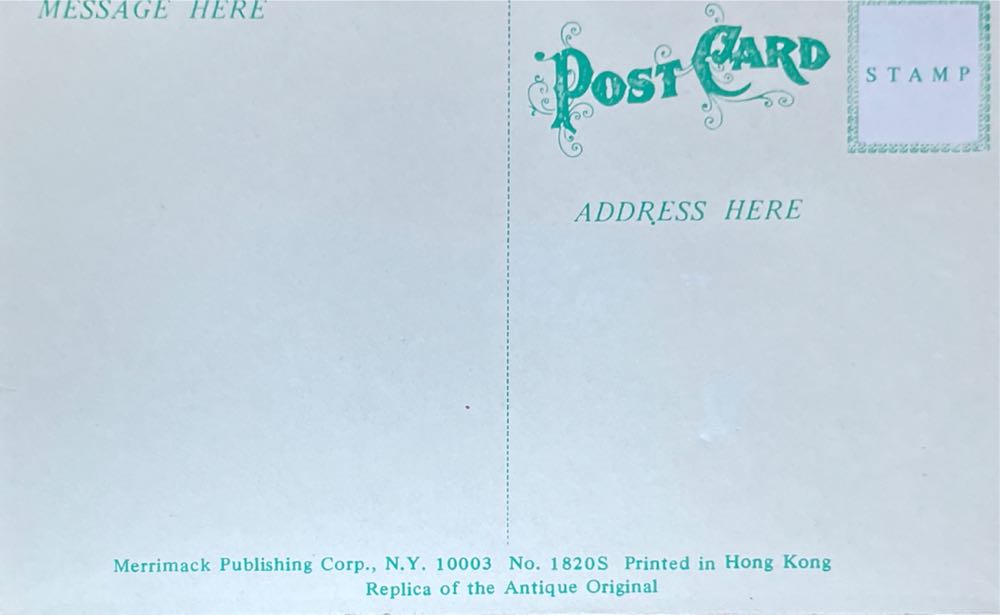 MESSAGE HERE
POST CARD
STAMP
ADDRESS HERE
Merrimack Publishing Corp., N.Y. 10003 No. 1820S Printed in Hong Kong
Replica of the Antique Original